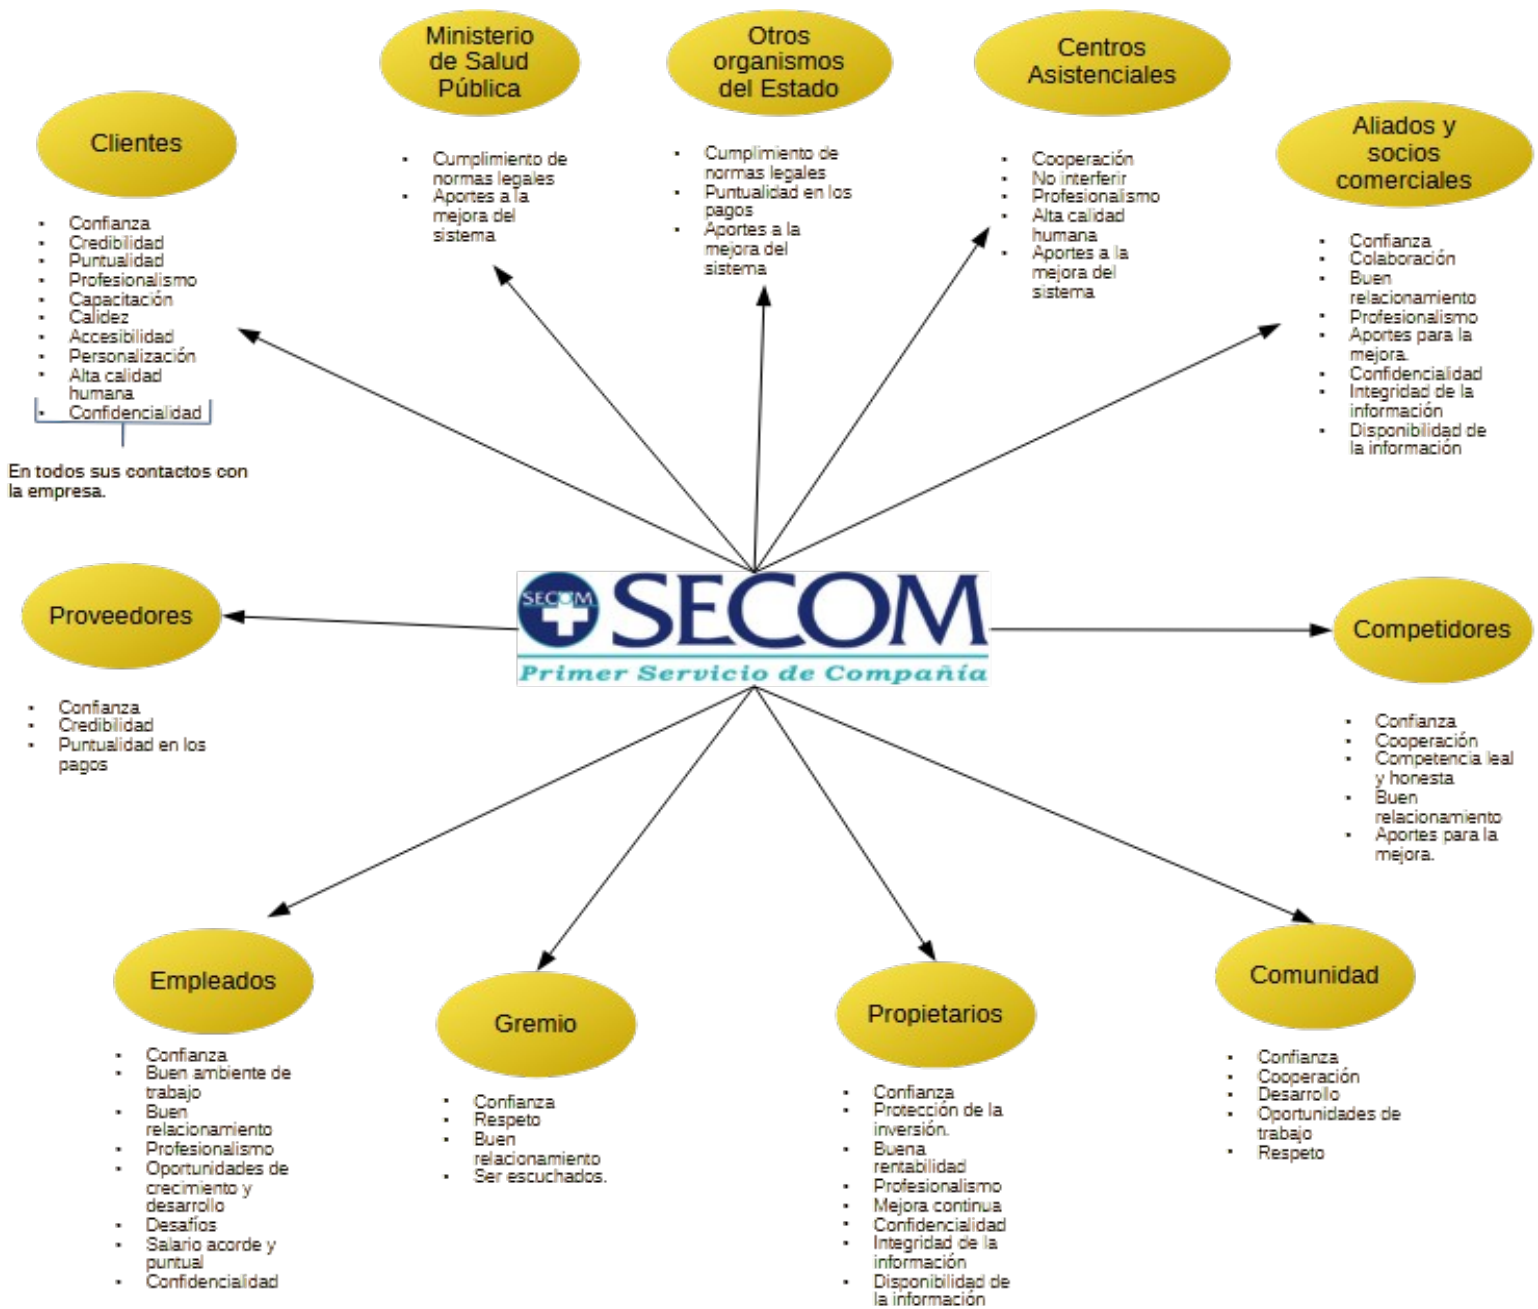 Ministerio
de Salud
Pública
Otros
organismos
del Estado
Centros
Asistenciales
Clientes
Aliados y
socios
comerciales
▪ Cumplimiento de
normas legales
▪ Aportes a la
mejora del
sistema
▪ Cumplimiento de
normas legales
▪ Puntualidad en los
pagos
▪ Aportes a la
mejora del
sistema
▪ Cooperación
▪ No interferir
▪ Profesionalismo
▪ Alta calidad
humana
▪ Aportes a la
mejora del
sistema
▪ Confianza
▪ Credibilidad
▪ Puntualidad
▪ Profesionalismo
▪ Capacitación
▪ Calidez
▪ Accesibilidad
▪ Personalización
▪ Alta calidad
humana
▪ Confidencialidad
En todos sus contactos con
la empresa.
▪ Confianza
▪ Colaboración
▪ Buen
relacionamiento
▪ Profesionalismo
▪ Aportes para la
mejora.
▪ Confidencialidad
▪ Integridad de la
información
▪ Disponibilidad de
la información
Proveedores
▪ Confianza
▪ Credibilidad
▪ Puntualidad en los
pagos
SECOM
SECOM
Primer Servicio de Compañía
Competidores
▪ Confianza
▪ Cooperación
▪ Competencia leal
y honesta
▪ Buen
relacionamiento
▪ Aportes para la
mejora.
Empleados
▪ Confianza
▪ Buen ambiente de
trabajo
▪ Buen
relacionamiento
▪ Profesionalismo
▪ Oportunidades de
crecimiento y
desarrollo
▪ Desafíos
▪ Salario acorde y
puntual
▪ Confidencialidad
Gremio
▪ Confianza
▪ Respeto
▪ Buen
relacionamiento
▪ Ser escuchados.
Propietarios
▪ Confianza
▪ Protección de la
inversión.
▪ Buena
rentabilidad
▪ Profesionalismo
▪ Mejora continua
▪ Confidencialidad
▪ Integridad de la
información
▪ Disponibilidad de
la información
Comunidad
▪ Confianza
▪ Cooperación
▪ Desarrollo
▪ Oportunidades de
trabajo
▪ Respeto